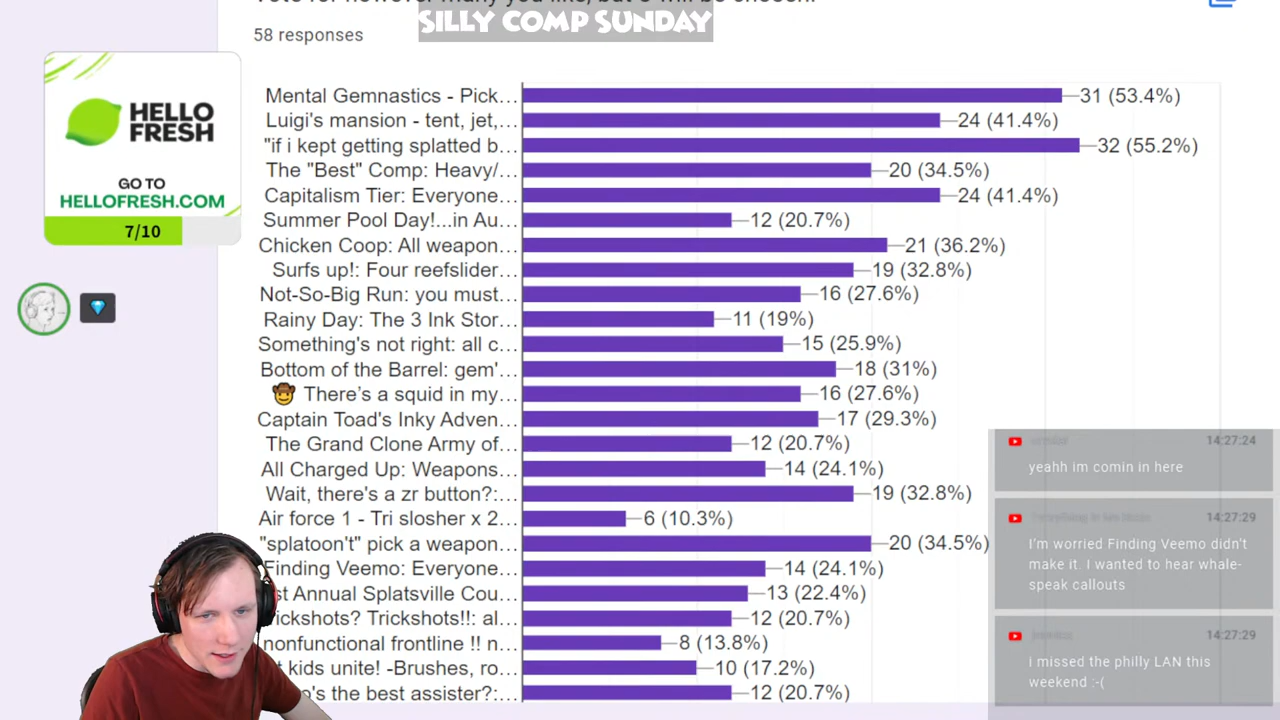 SILLY COMP SUNDAY
58 responses
HELLO
FRESH
GO TO
HELLOFRESH.COM
7/10
Mental Gemnastics - Pick… 31 (53.4%)
Luigi's mansion - tent, jet,… 24 (41.4%)
"if i kept getting splatted b… 32 (55.2%)
The "Best" Comp: Heavy/… 20 (34.5%)
Capitalism Tier: Everyone… 24 (41.4%)
Summer Pool Day!...in Au… 12 (20.7%)
Chicken Coop: All weapon… 21 (36.2%)
Surfs up!: Four reefslider… 19 (32.8%)
Not-So-Big Run: you must… 16 (27.6%)
Rainy Day: The 3 Ink Stor… 11 (19%)
Something's not right: all c… 15 (25.9%)
Bottom of the Barrel: gem'… 18 (31%)
🤠 There's a squid in my… 16 (27.6%)
Captain Toad's Inky Adven… 17 (29.3%)
The Grand Clone Army of… 12 (20.7%)
All Charged Up: Weapons… 14 (24.1%)
Wait, there's a zr button?:… 19 (32.8%)
Air force 1 - Tri slosher x 2… 6 (10.3%)
"splatoon't" pick a weapon… 20 (34.5%)
Finding Veemo: Everyone… 14 (24.1%)
st Annual Splatsville Cou… 13 (22.4%)
ickshots? Trickshots!!: al… 12 (20.7%)
nonfunctional frontline !! n… 8 (13.8%)
t kids unite! -Brushes, ro… 10 (17.2%)
o's the best assister?:… 12 (20.7%)
14:27:24
yeahh im comin in here
14:27:29
I'm worried Finding Veemo didn't
make it. I wanted to hear whale-
speak callouts
14:27:29
i missed the philly LAN this
weekend :-(